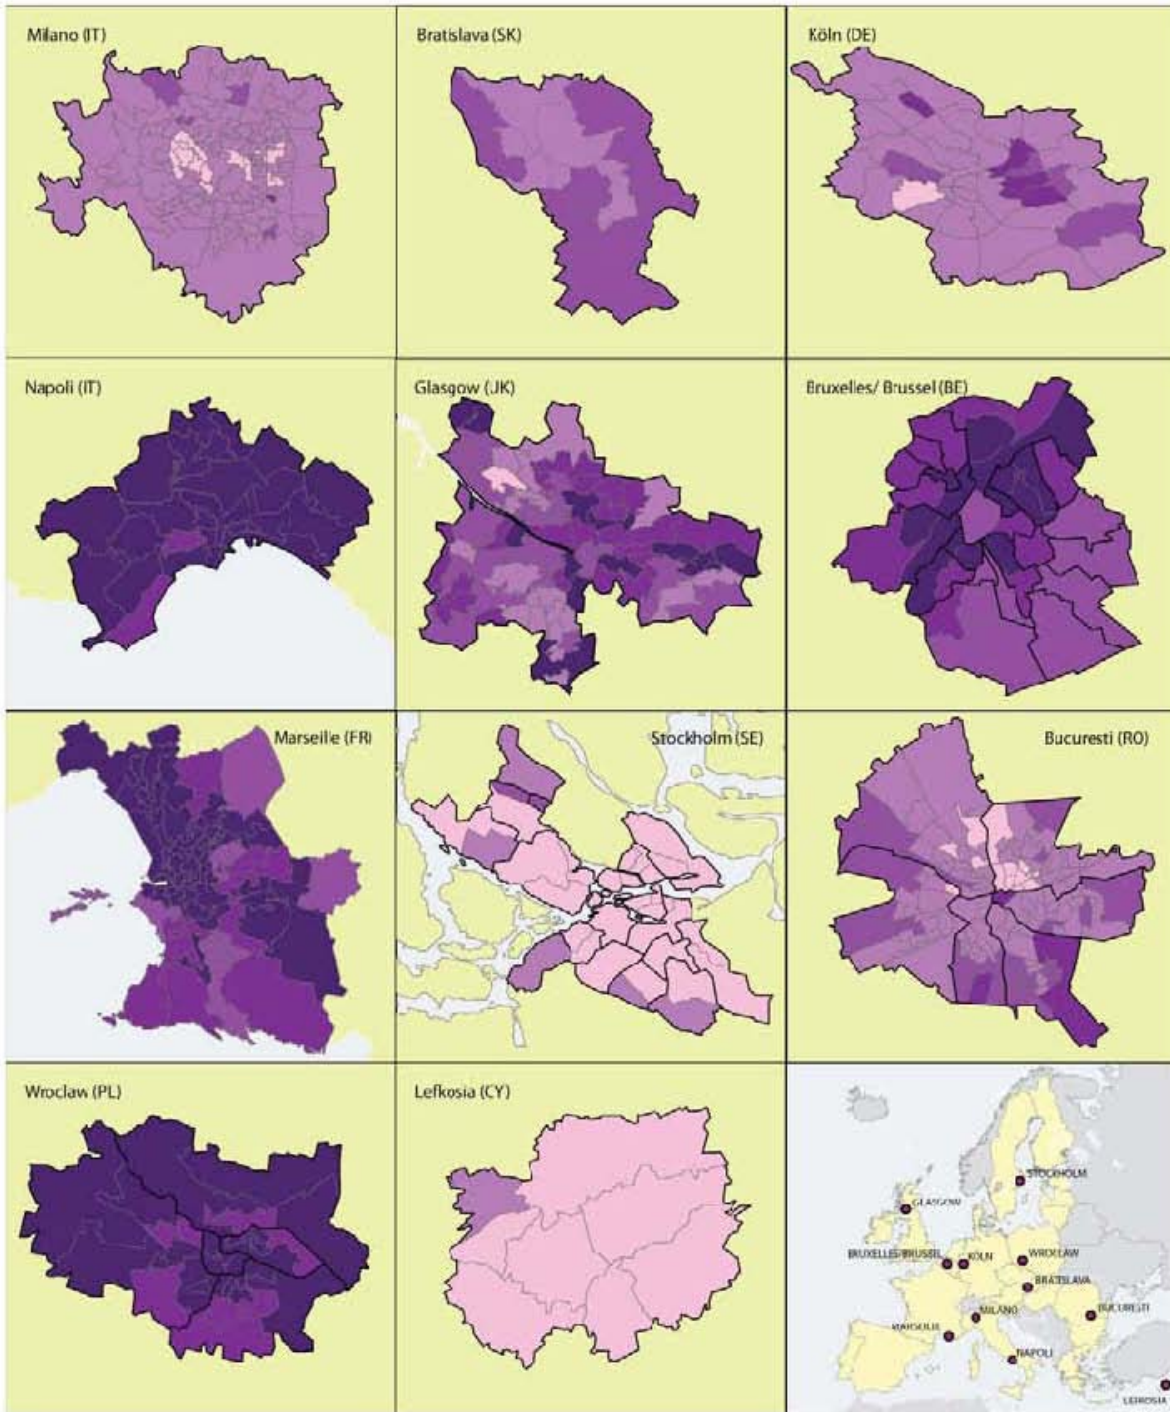 Milano (IT)
Bratislava (SK)
Köln (DE)
Napoli (IT)
Glasgow (UK)
Bruxelles/ Brussel (BE)
Marseille (FR)
Stockholm (SE)
Bucuresti (RO)
Wroclaw (PL)
Lefkosia (CY)
STOCKHOLM
GLASGOW
BRUXELLES/BRUSSEL
KÖLN
WROCLAW
BRATISLAVA
MILANO
BUCURESTI
MARSEILLE
NAPOLI
LEFKOSIA